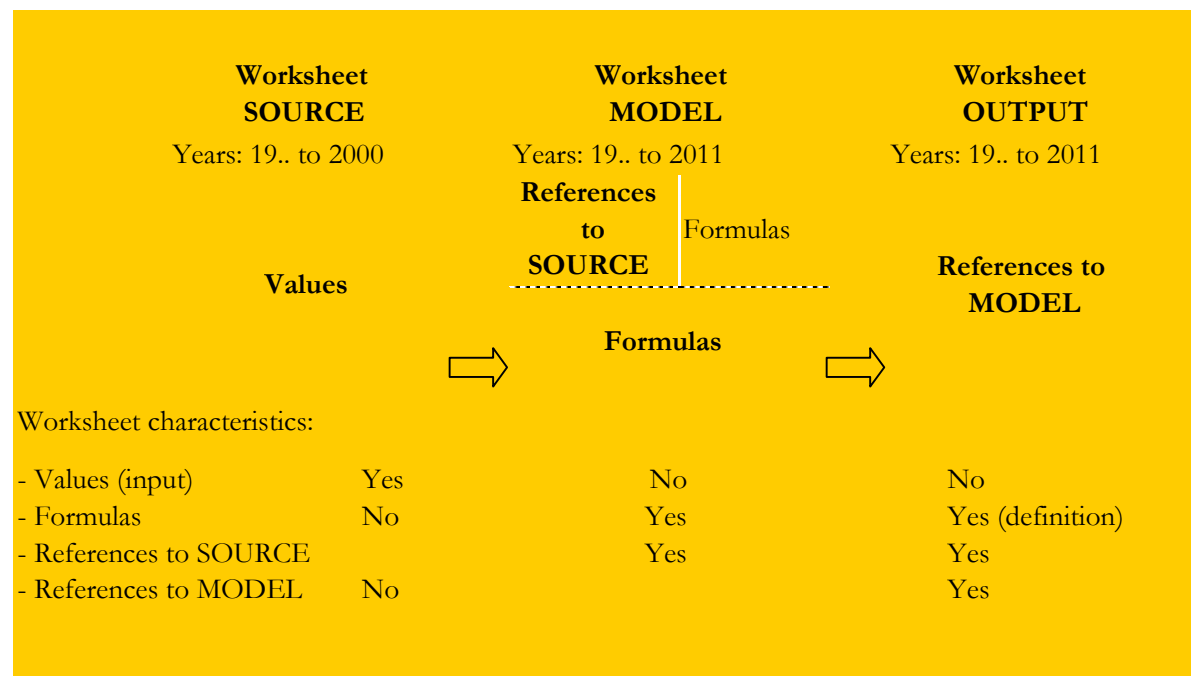 Worksheet Worksheet Worksheet
SOURCE MODEL OUTPUT
Years: 19.. to 2000 Years: 19.. to 2011 Years: 19.. to 2011
References
to
SOURCE
Formulas
Values
Formulas
References to
MODEL
Worksheet characteristics:
- Values (input) Yes No No
- Formulas No Yes Yes (definition)
- References to SOURCE Yes Yes
- References to MODEL No Yes